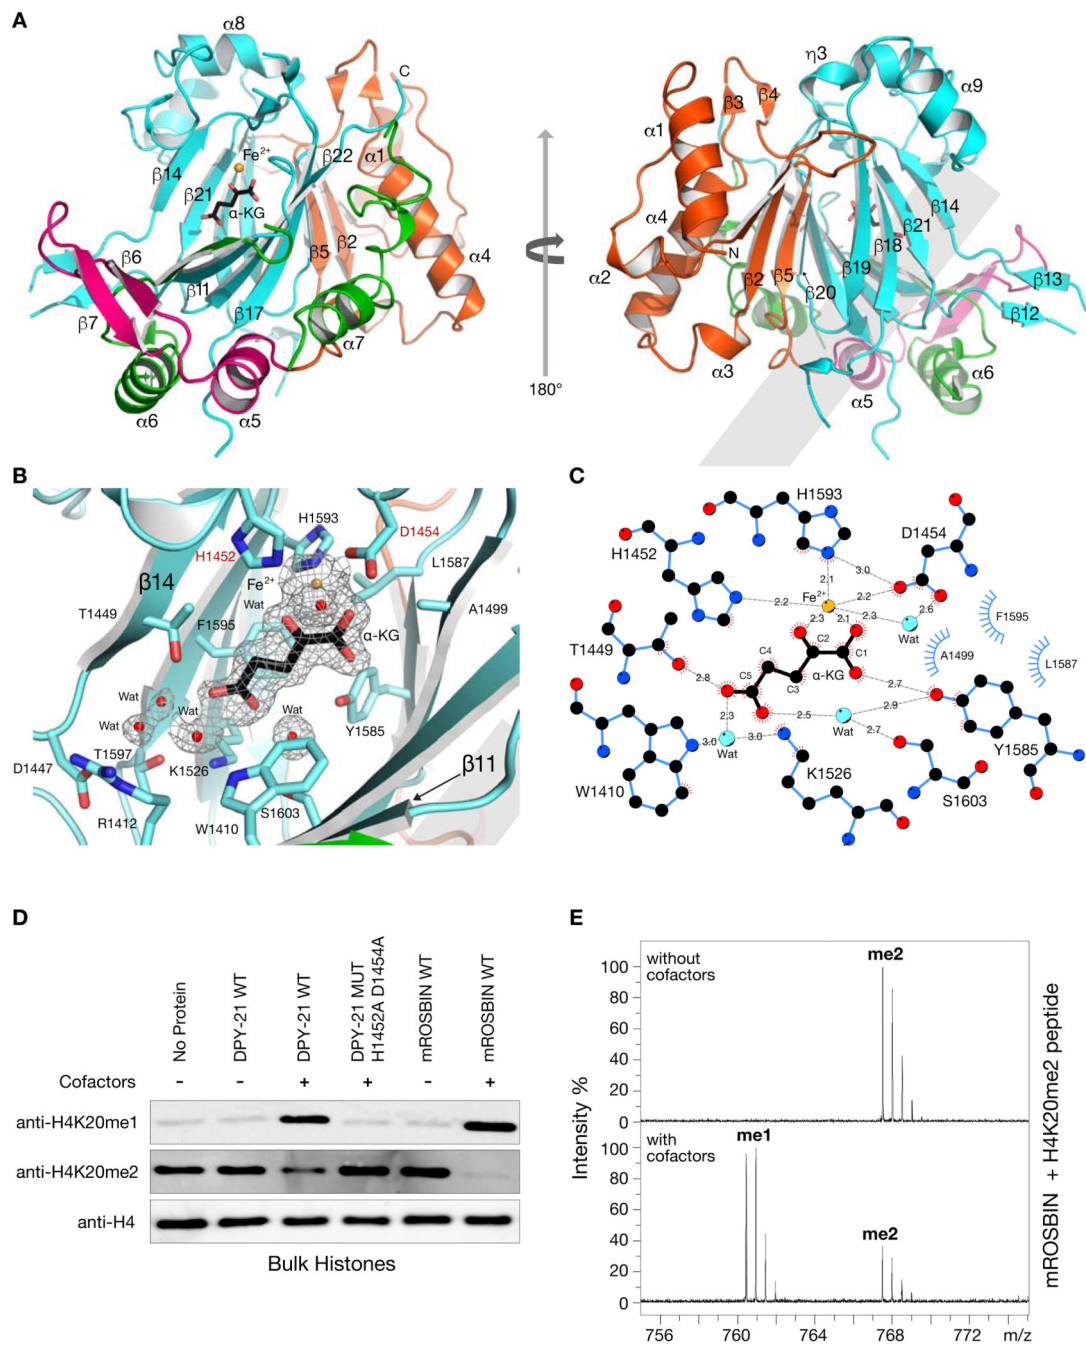 A
α8
C
Fe2+
β22
α1
β14
β21
α-KG
β6
β5
β2
α4
β11
β7
β17
α7
α6
α5
180°
η3
α9
β3
β4
α1
α4
β14
β21
α2
N
β18
β2
β5
β19
β20
β13
β12
α3
α6
α5
B
H1593
H1452
D1454
Fe2+
L1587
β14
Wat
T1449
F1595
A1499
α-KG
Wat
Wat
Wat
Wat
Y1585
T1597
D1447
K1526
β11
S1603
R1412
W1410
C
H1593
D1454
H1452
3.0
2.1
Fe2+
2.2
2.2
2.6
2.3
2.1
2.3
F1595
Wat
T1449
C4
C2
C1
A1499
L1587
2.8
C5
C3
α-KG
2.7
2.9
2.3
2.5
Wat
2.7
3.0
3.0
Y1585
Wat
K1526
S1603
W1410
D
No Protein
DPY-21 WT
DPY-21 WT
DPY-21 MUT
H1452A D1454A
mROSBIN WT
mROSBIN WT
Cofactors - - + + - +
anti-H4K20me1
anti-H4K20me2
anti-H4
Bulk Histones
E
without
cofactors
me2
100
80
60
40
20
0
with
cofactors
me1
me2
100
80
60
40
20
0
Intensity %
756 760 764 768 772 m/z
mROSBIN + H4K20me2 peptide